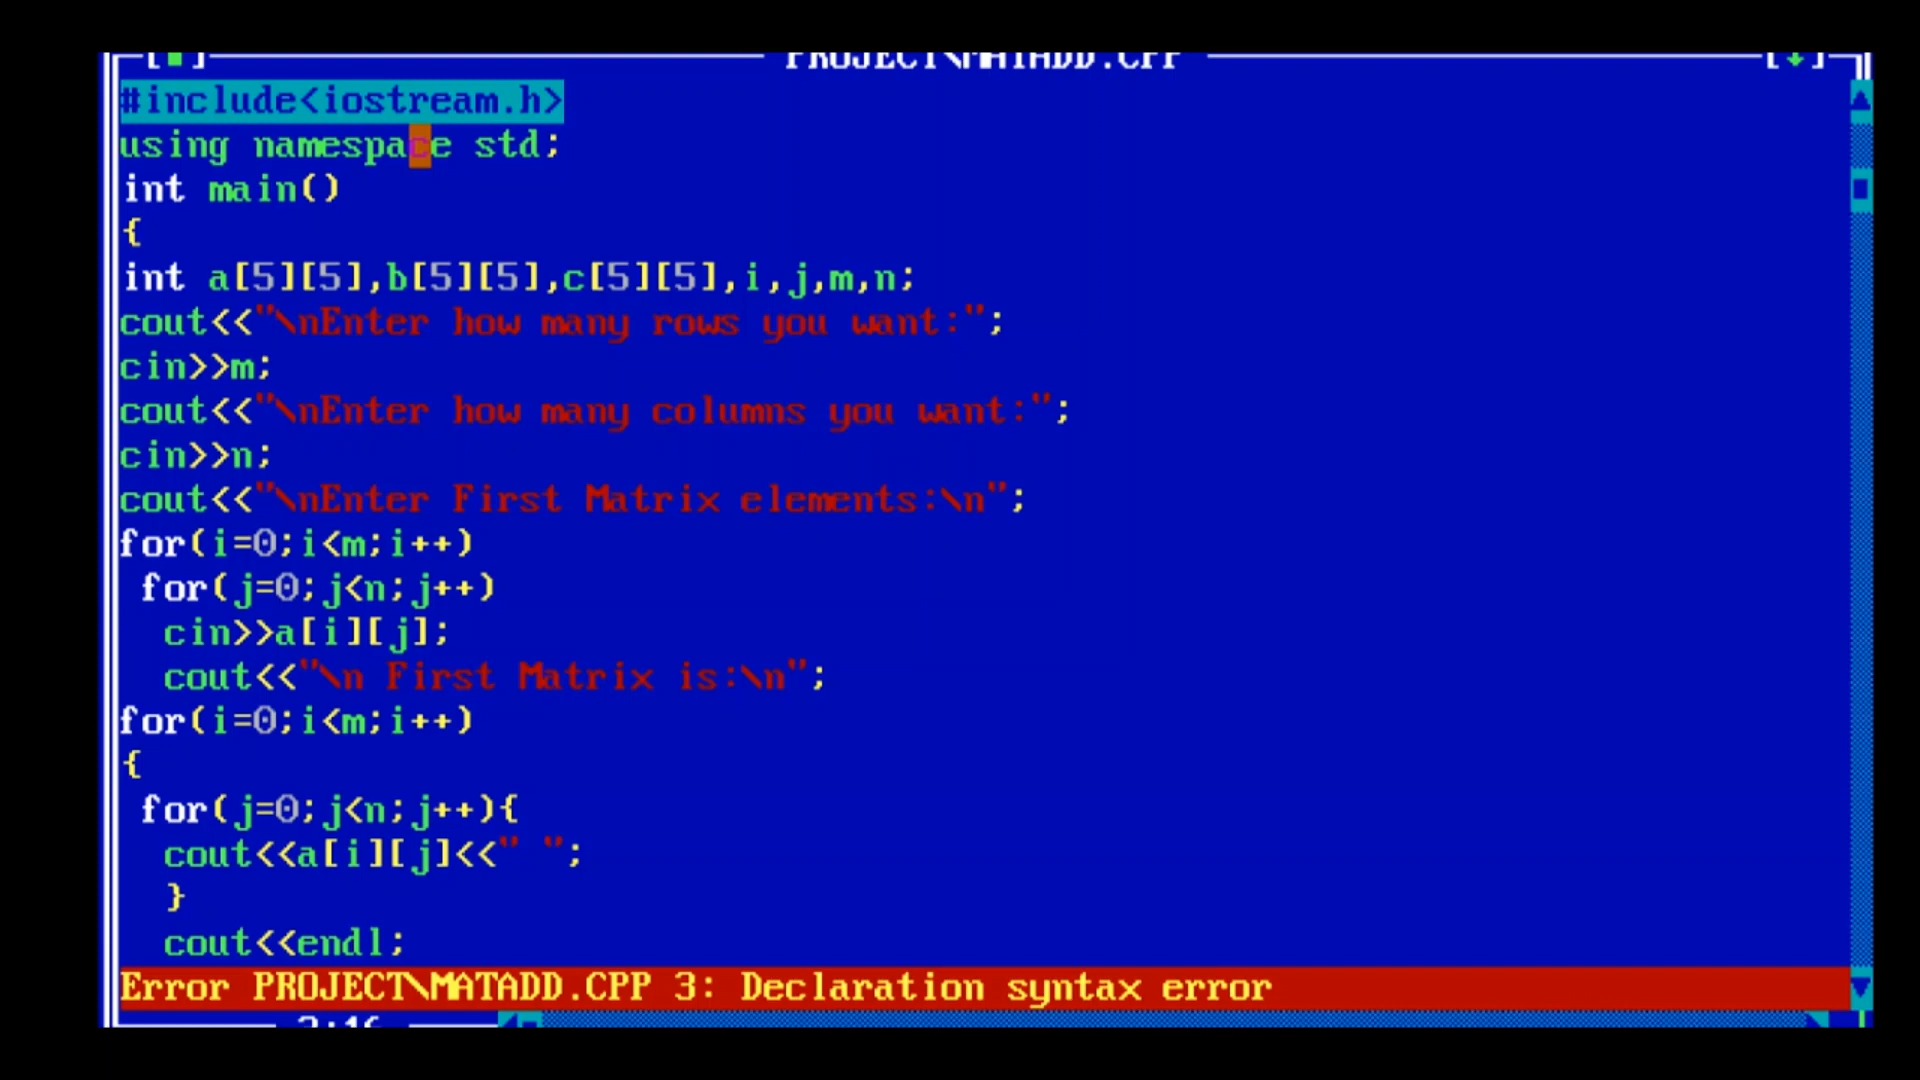 PROJECT\MATADD.CPP
#include<iostream.h>
using namespace std;
int main()
{
int a[5][5],b[5][5],c[5][5],i,j,m,n;
cout<<"\nEnter how many rows you want:";
cin>>m;
cout<<"\nEnter how many columns you want:";
cin>>n;
cout<<"\nEnter First Matrix elements:\n";
for(i=0;i<m;i++)
 for(j=0;j<n;j++)
  cin>>a[i][j];
  cout<<"\n First Matrix is:\n";
for(i=0;i<m;i++)
{
 for(j=0;j<n;j++){
  cout<<a[i][j]<<" ";
  }
  cout<<endl;
Error PROJECT\MATADD.CPP 3: Declaration syntax error